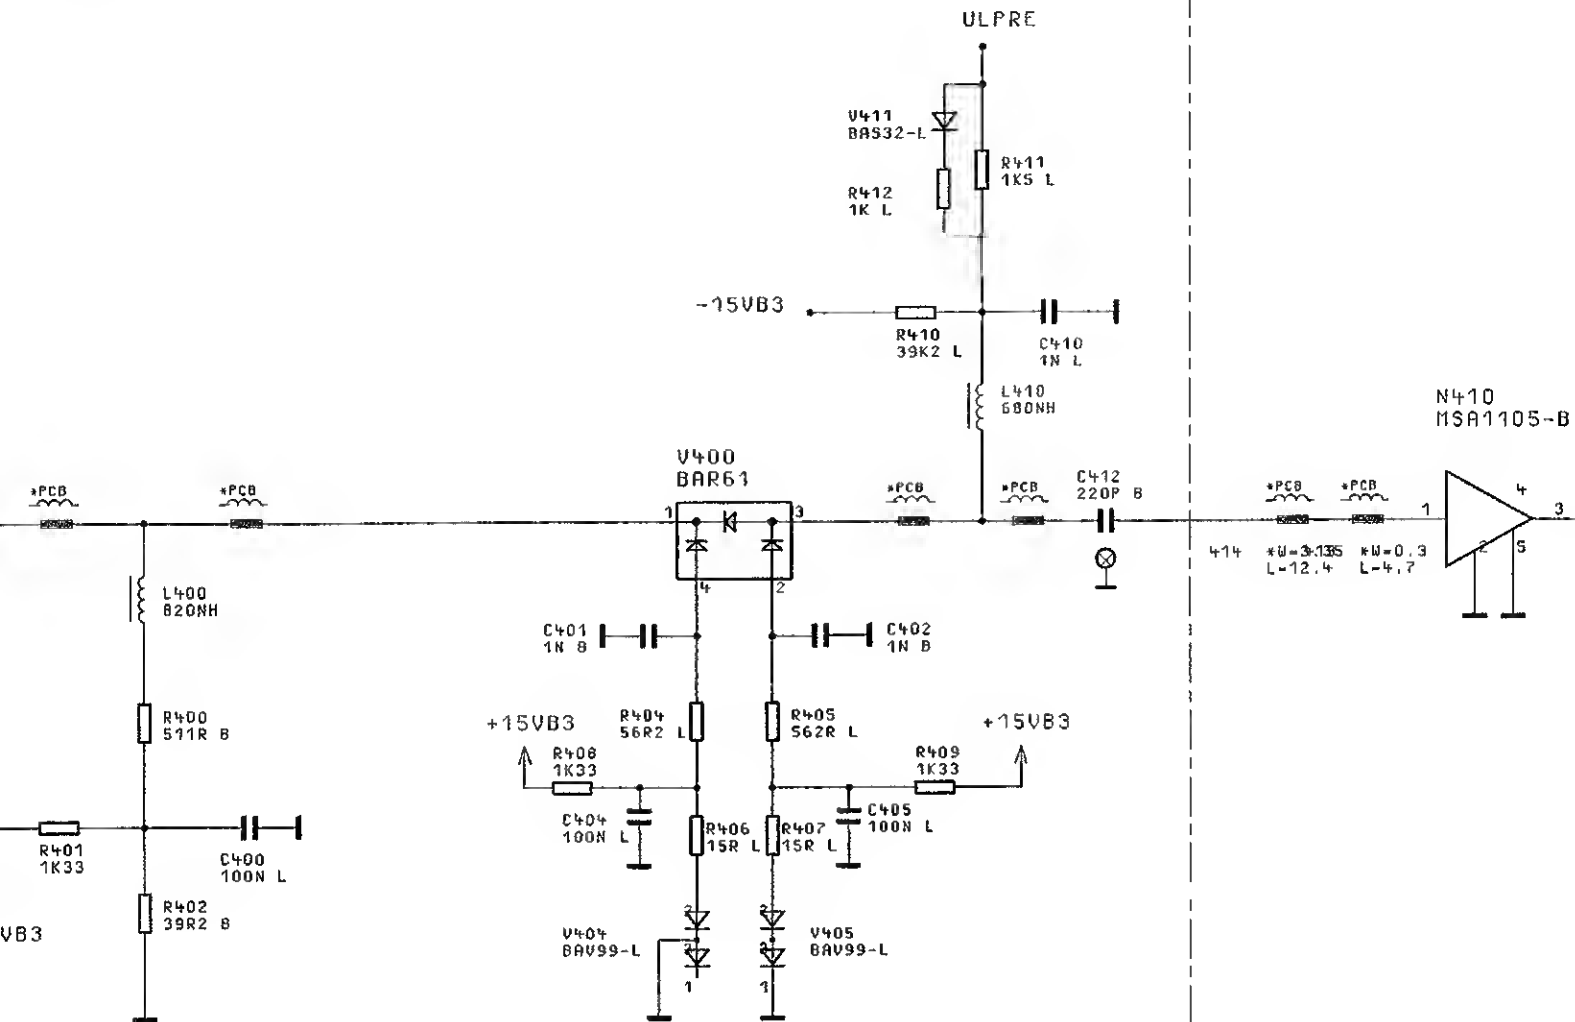 ULPRE
V411
BAS32-L
R411
1K5 L
R412
1K L
-15VB3
R410
39K2 L
C410
1N L
L410
680NH
N410
MSA1105-B
V400
BAR61
*PCB
*PCB
*PCB
*PCB
C412
220P B
*PCB
*PCB
1
3
4
2
1
4
3
2
5
414
L=12.4
*W=0.3
L=4.7
L400
820NH
C401
1N B
C402
1N B
R400
511R B
+15VB3
R404
56R2 L
R405
562R L
+15VB3
R408
1K33
R409
1K33
C404
100N L
R406
15R L
R407
15R L
C405
100N L
R401
1K33
C400
100N L
R402
39R2 B
VB3
V404
BAV99-L
2
2
1
2
2
1
V405
BAV99-L